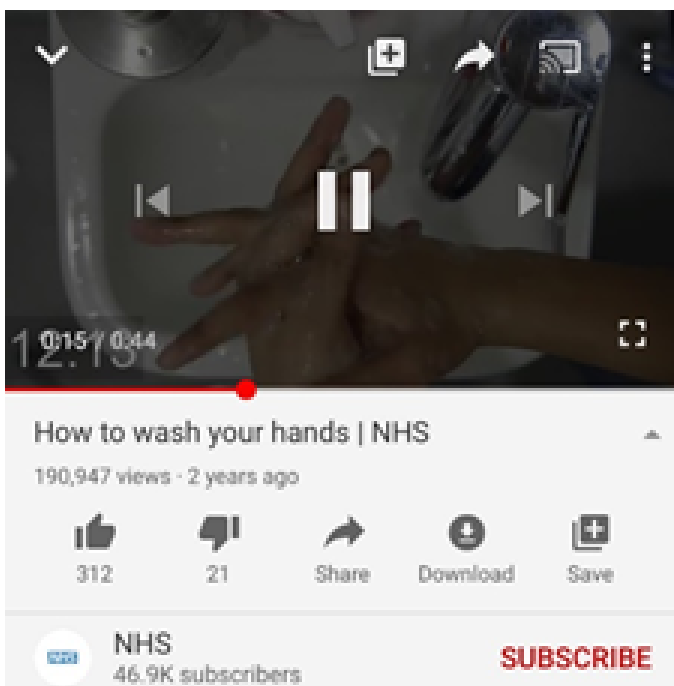 0:15 / 0:44
How to wash your hands | NHS
190,947 views · 2 years ago
312
21
Share
Download
Save
NHS
NHS
46.9K subscribers
SUBSCRIBE